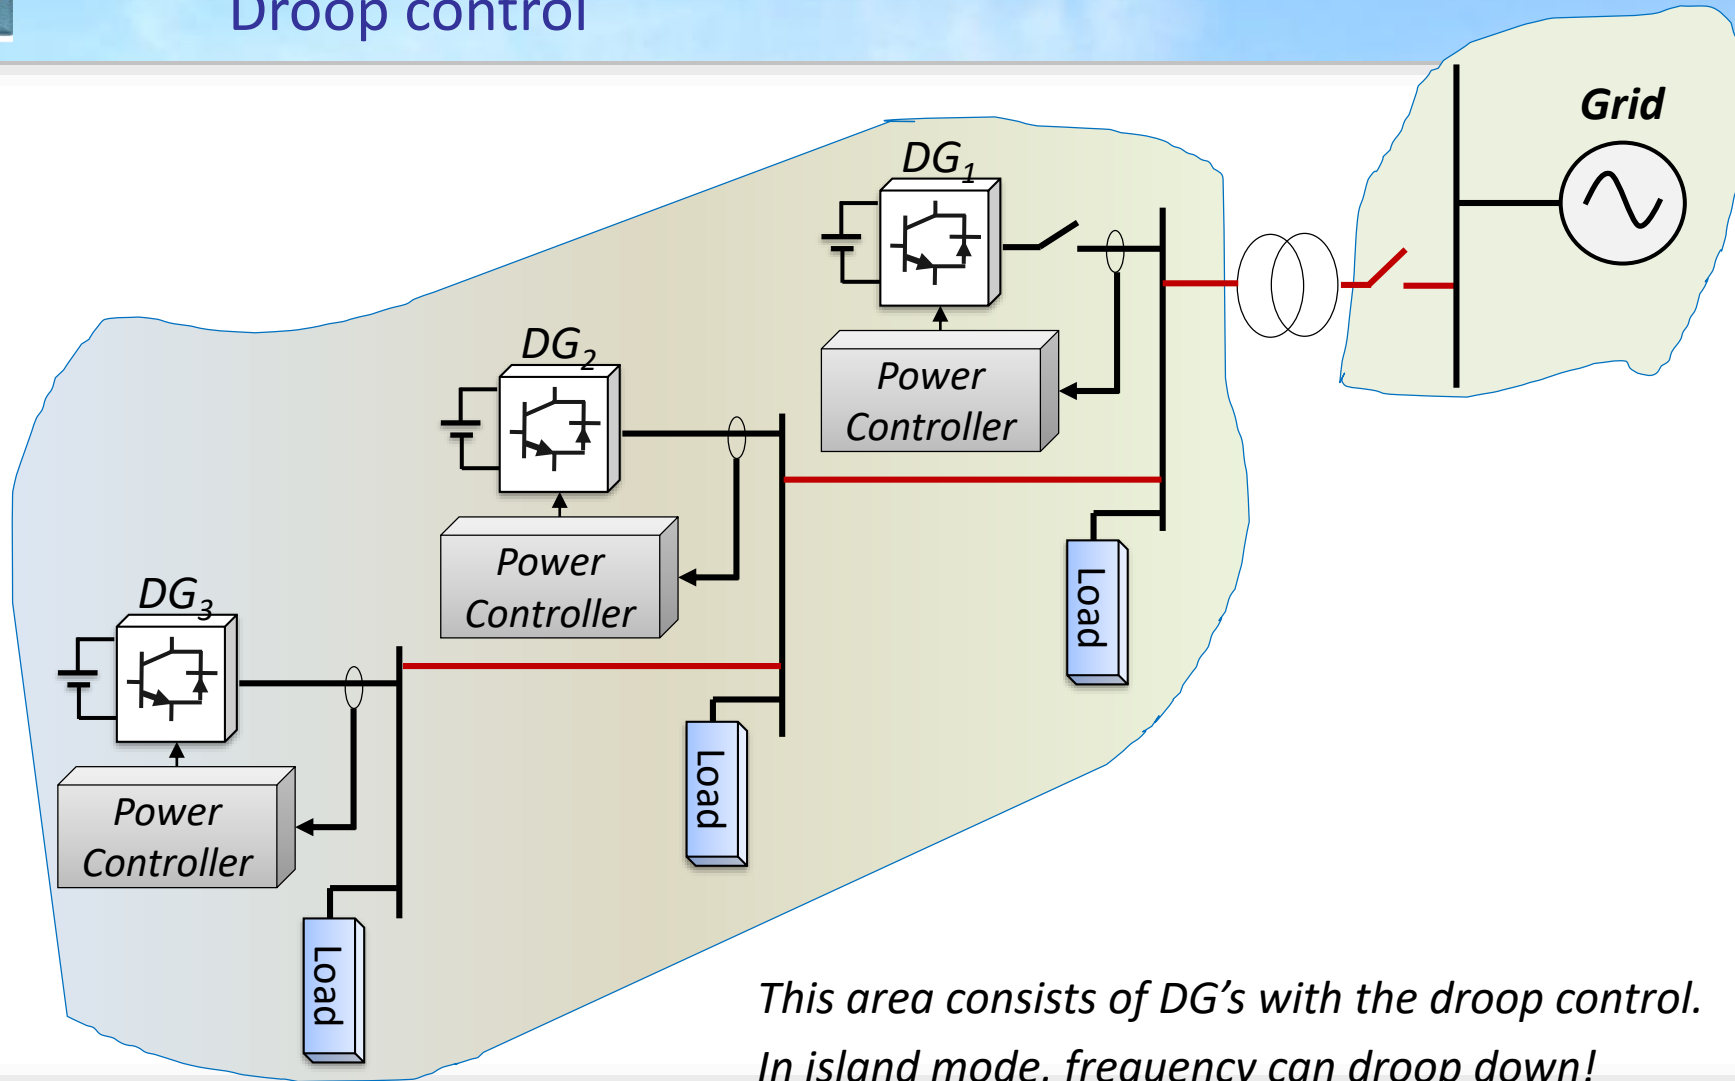 Droop control
Grid
DG1
Power
Controller
DG2
Power
Controller
Load
DG3
Power
Controller
Load
Load
This area consists of DG’s with the droop control.
In island mode, frequency can droop down!